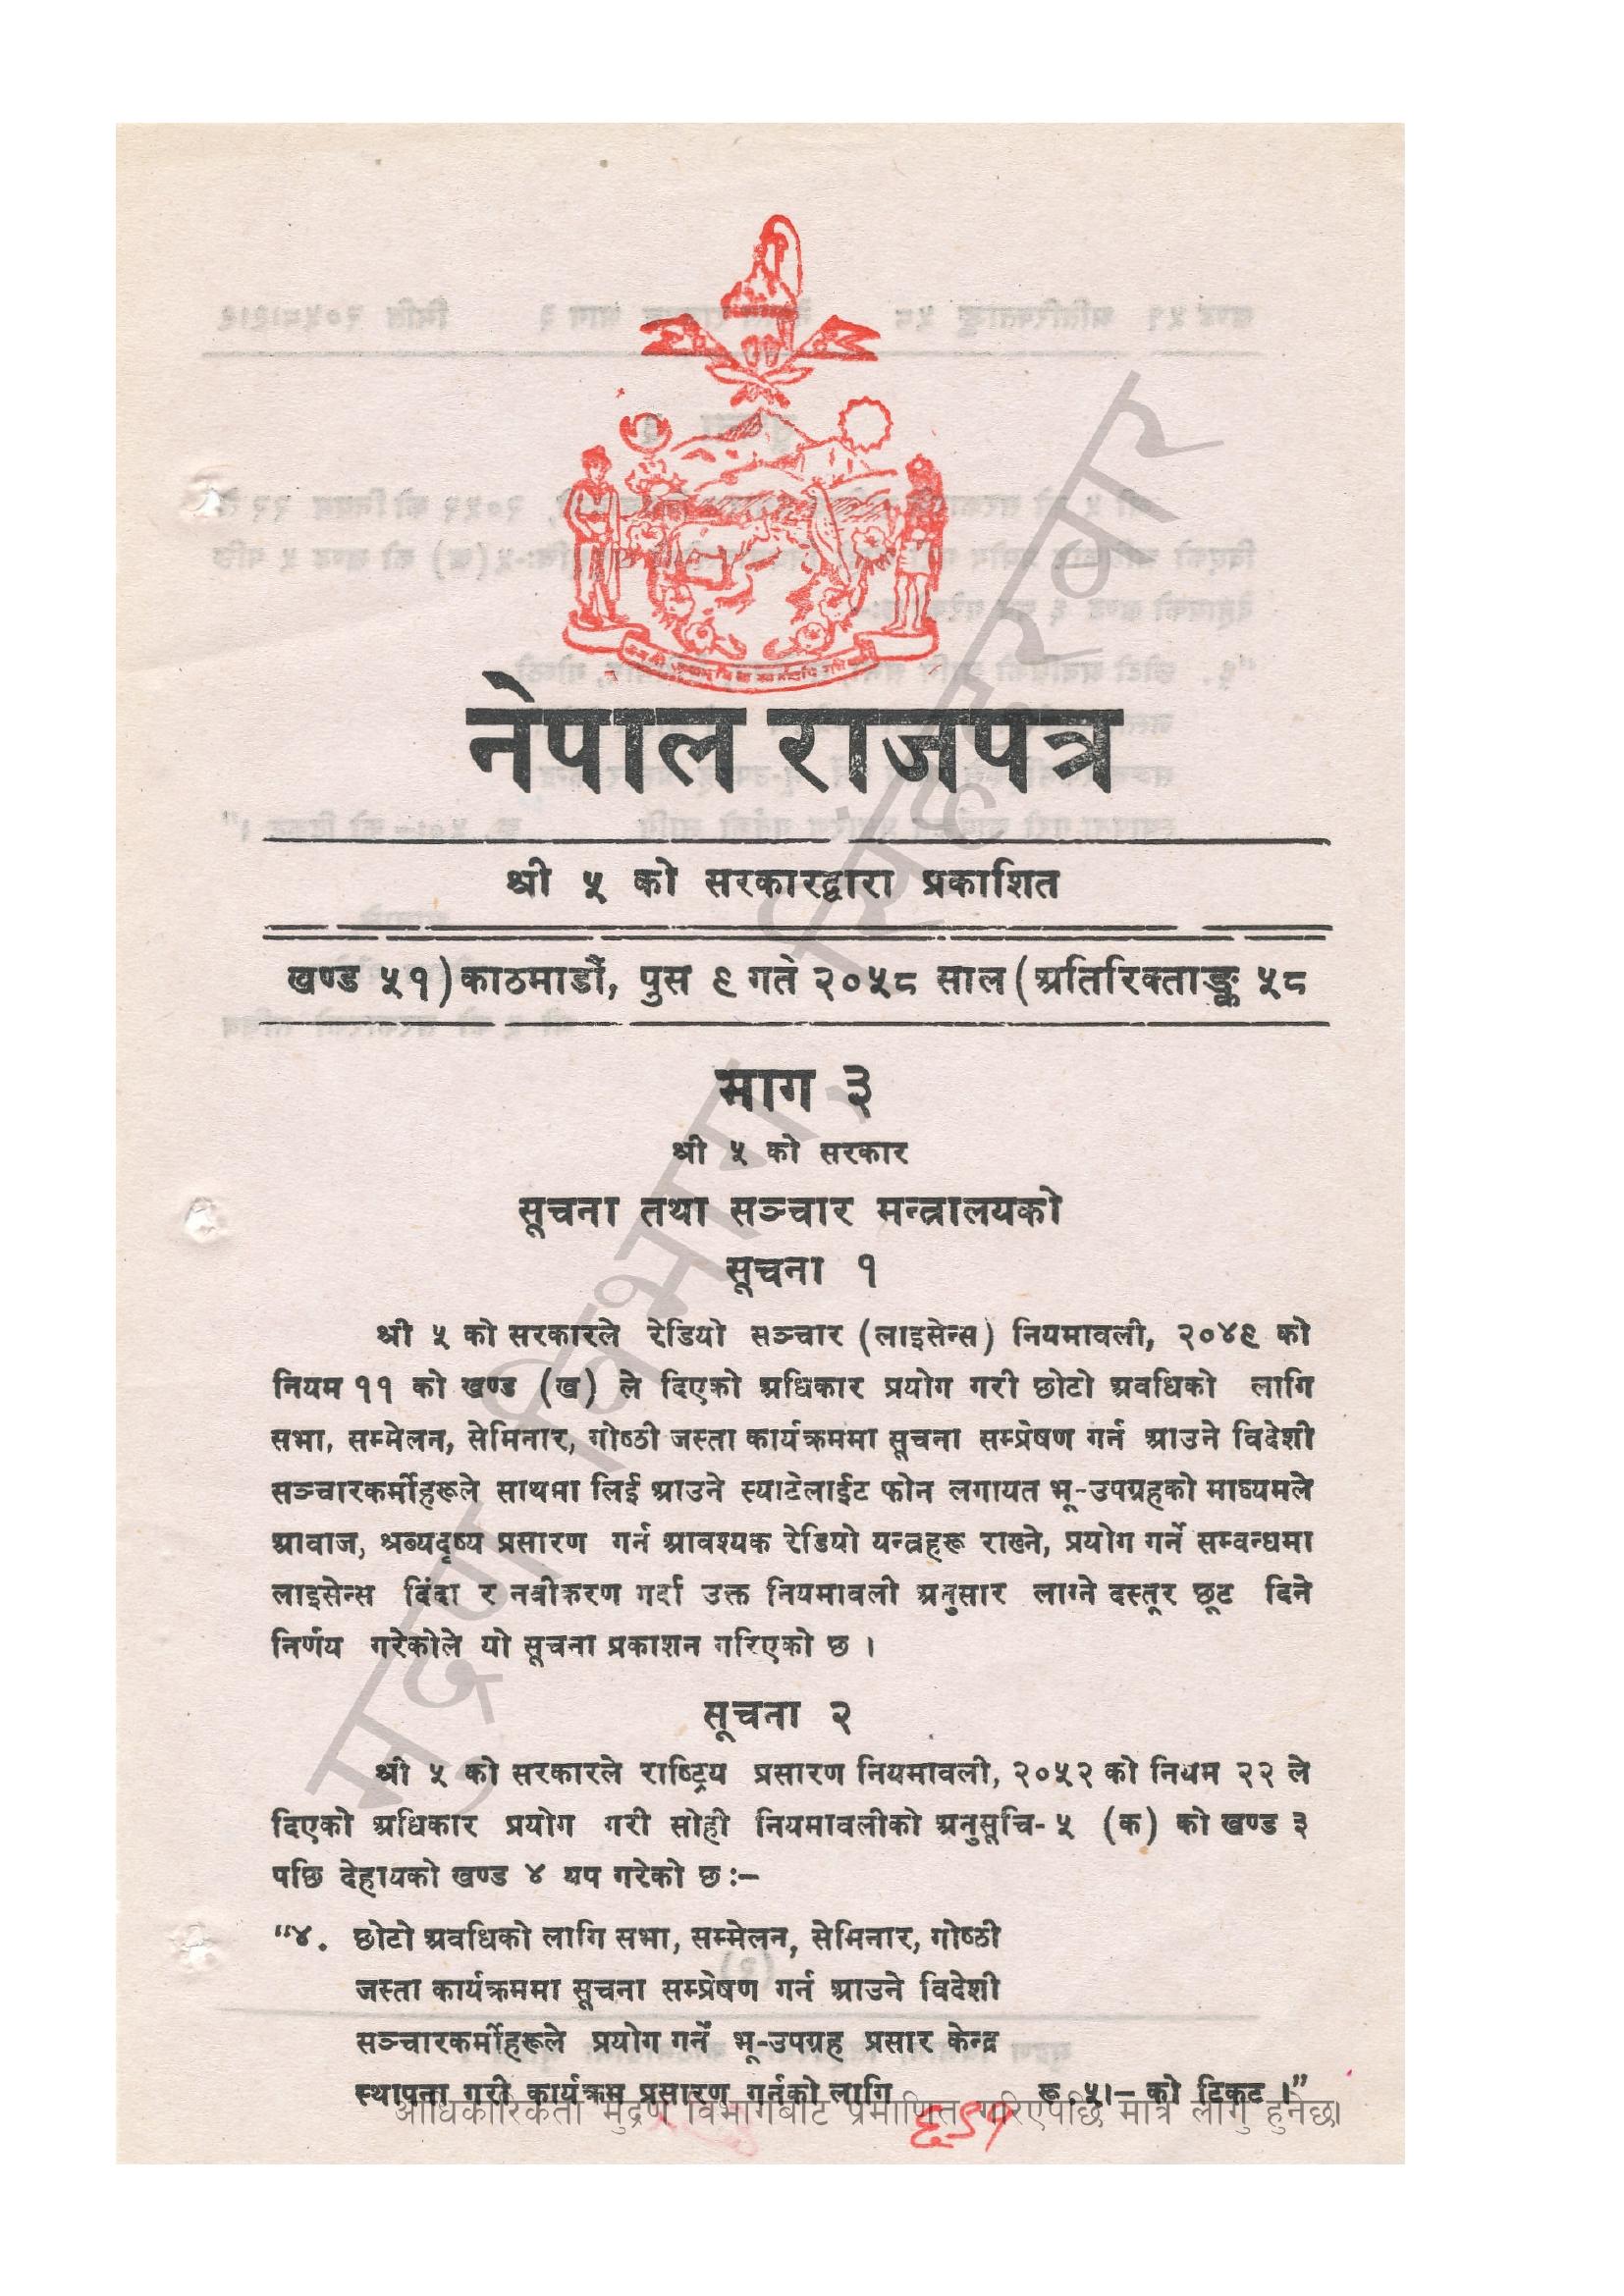 नेपाल राजपत्र
श्री ५ को सरकारद्वारा प्रकाशित
खण्ड ५१) काठमाडौं, पुस ९ गते २०५८ साल (अतिरिक्ताङ्क ५८
भाग ३
श्री ५ को सरकार
सूचना तथा सञ्चार मन्त्रालयको
सूचना १
श्री ५ को सरकारले रेडियो सञ्चार (लाइसेन्स) नियमावली, २०४९ को
नियम ११ को खण्ड (ख) ले दिएको अधिकार प्रयोग गरी छोटो अवधिको लागि
सभा, सम्मेलन, सेमिनार, गोष्ठी जस्ता कार्यक्रममा सूचना सम्प्रेषण गर्न आउने विदेशी
सञ्चारकर्मीहरूले साथमा लिई आउने स्याटेलाईट फोन लगायत भू-उपग्रहको माध्यमले
आवाज, श्रव्यदृष्य प्रसारण गर्न आवश्यक रेडियो यन्त्रहरू राख्ने, प्रयोग गर्ने सम्वन्धमा
लाइसेन्स दिंदा र नवीकरण गर्दा उक्त नियमावली अनुसार लाग्ने दस्तूर छूट दिने
निर्णय गरेकोले यो सूचना प्रकाशन गरिएको छ ।
सूचना २
श्री ५ को सरकारले राष्ट्रिय प्रसारण नियमावली, २०५२ को नियम २२ ले
दिएको अधिकार प्रयोग गरी सोही नियमावलीको अनुसूचि- ५ (क) को खण्ड ३
पछि देहायको खण्ड ४ थप गरेको छ :–
“४. छोटो अवधिको लागि सभा, सम्मेलन, सेमिनार, गोष्ठी
जस्ता कार्यक्रममा सूचना सम्प्रेषण गर्न आउने विदेशी
सञ्चारकर्मीहरूले प्रयोग गर्ने भू-उपग्रह प्रसार केन्द्र
स्थापना गरी कार्यक्रम प्रसारण गर्नको लागि रू. ५।– को टिकट ।”
आधिकारिकता मुद्रण विभागबाट प्रमाणित गरिएपछि मात्र लागु हुनेछ।
६८१
मुद्रण विभाग, सिंहदरबार